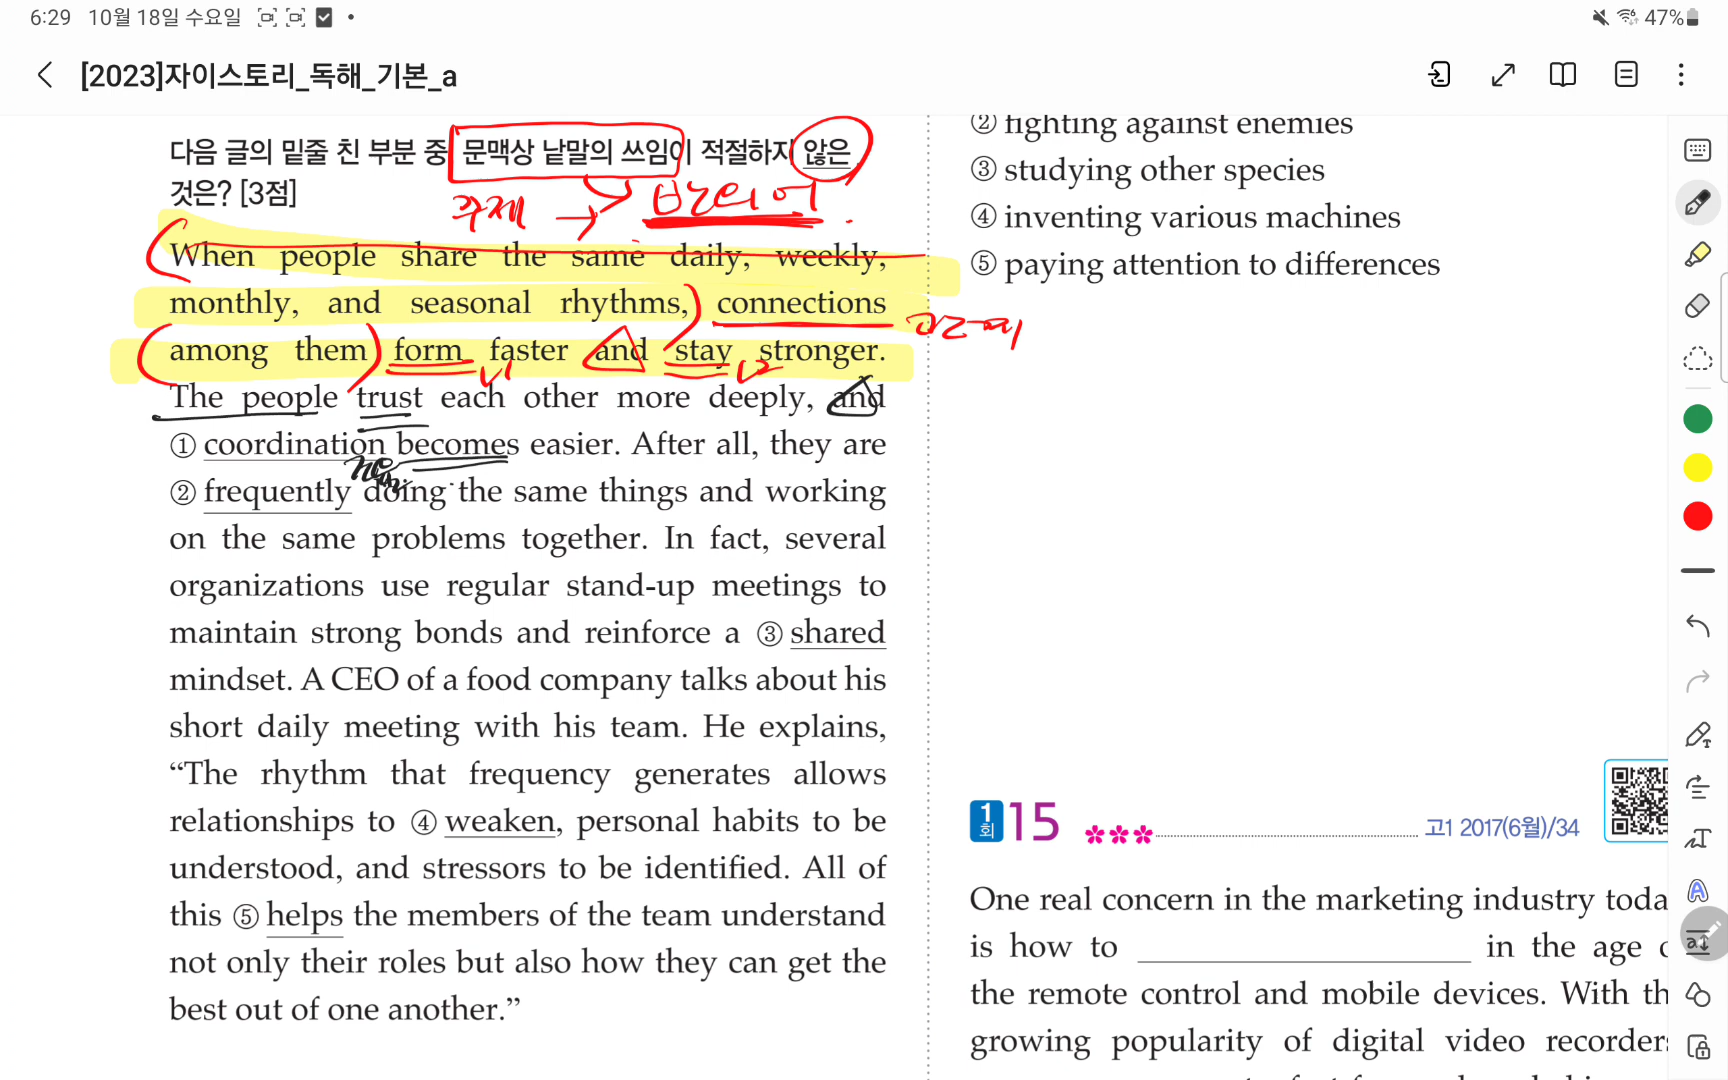 6:29 10월 18일 수요일
47%
[2023]자이스토리_독해_기본_a
다음 글의 밑줄 친 부분 중 문맥상 낱말의 쓰임이 적절하지 않은
것은? [3점]
주제 → 반의어
When people share the same daily, weekly,
monthly, and seasonal rhythms, connections
관계
among them form faster and stay stronger.
V1 V2
The people trust each other more deeply, and
① coordination becomes easier. After all, they are
② frequently doing the same things and working
on the same problems together. In fact, several
organizations use regular stand-up meetings to
maintain strong bonds and reinforce a ③ shared
mindset. A CEO of a food company talks about his
short daily meeting with his team. He explains,
“The rhythm that frequency generates allows
relationships to ④ weaken, personal habits to be
understood, and stressors to be identified. All of
this ⑤ helps the members of the team understand
not only their roles but also how they can get the
best out of one another.”
② fighting against enemies
③ studying other species
④ inventing various machines
⑤ paying attention to differences
1회 15 고1 2017(6월)/34
One real concern in the marketing industry toda
is how to in the age o
the remote control and mobile devices. With th
growing popularity of digital video recorders